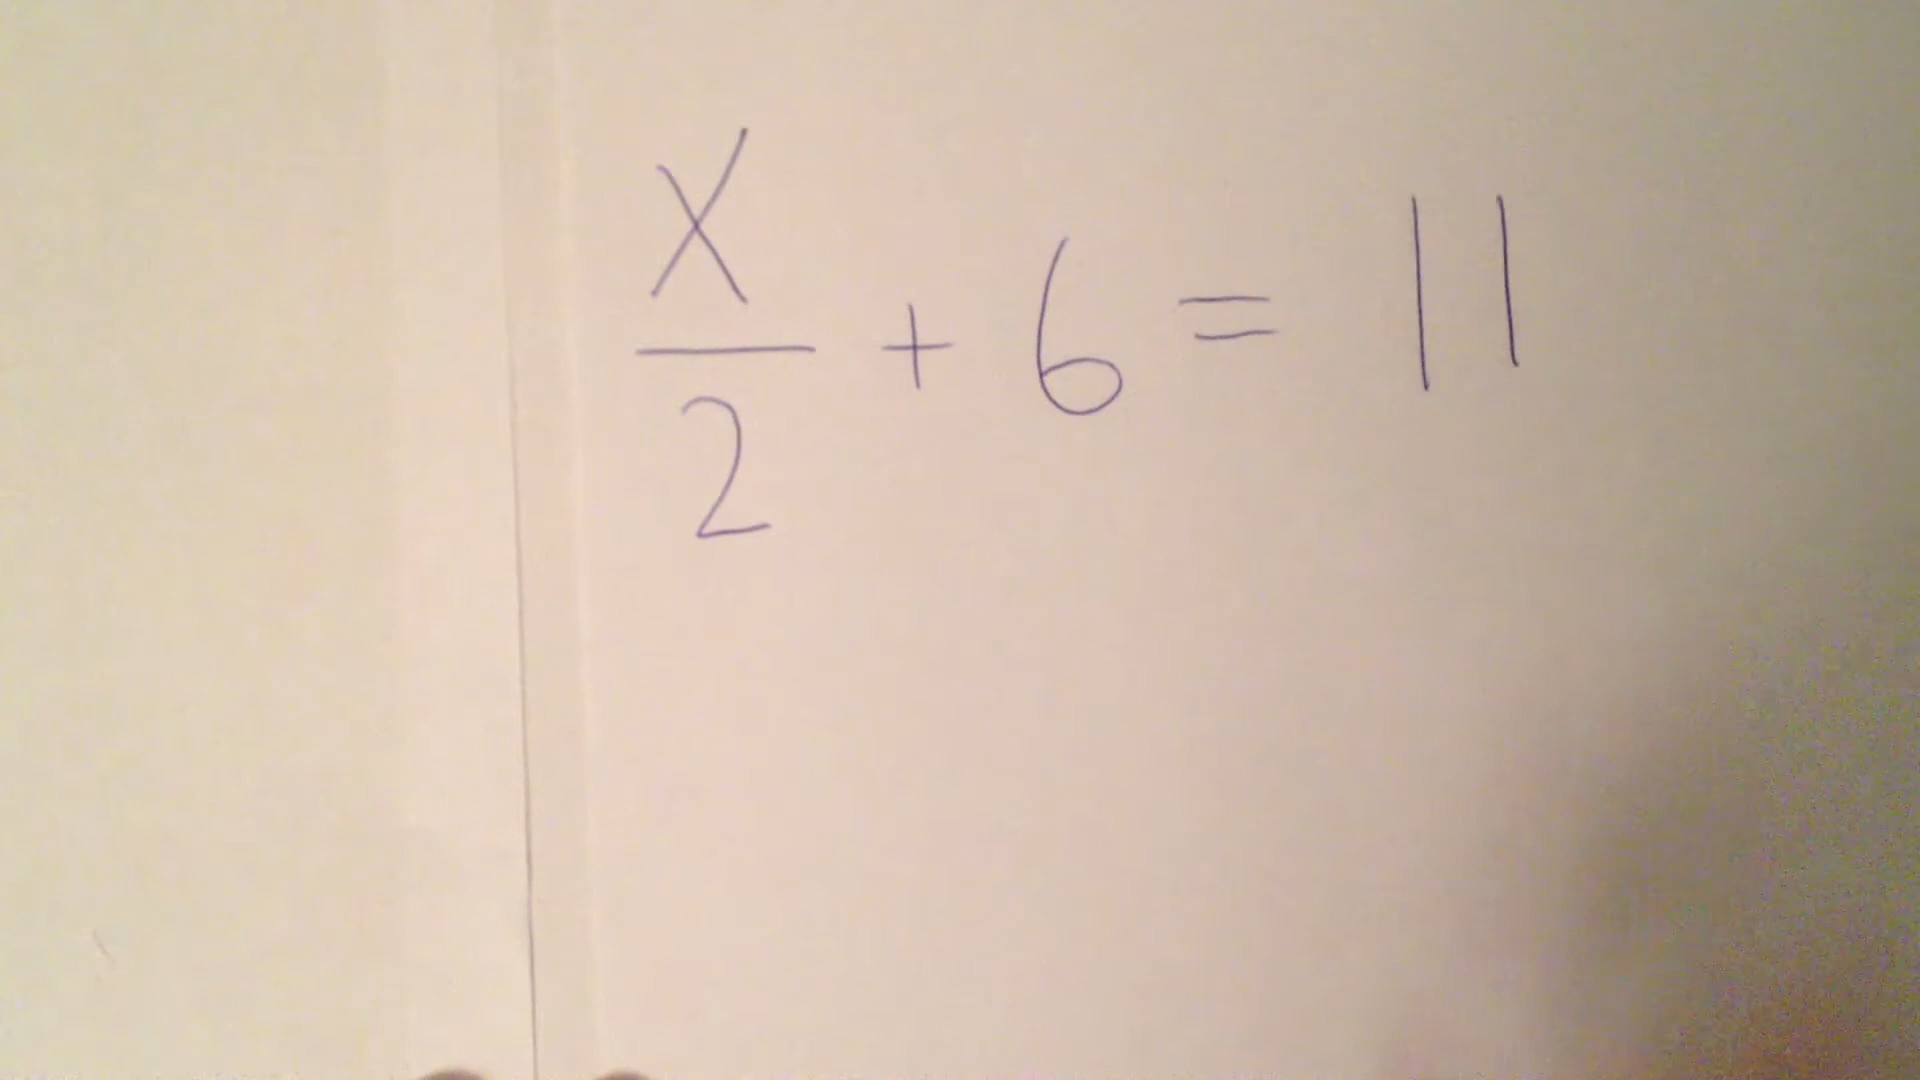 x/2 + 6 = 11